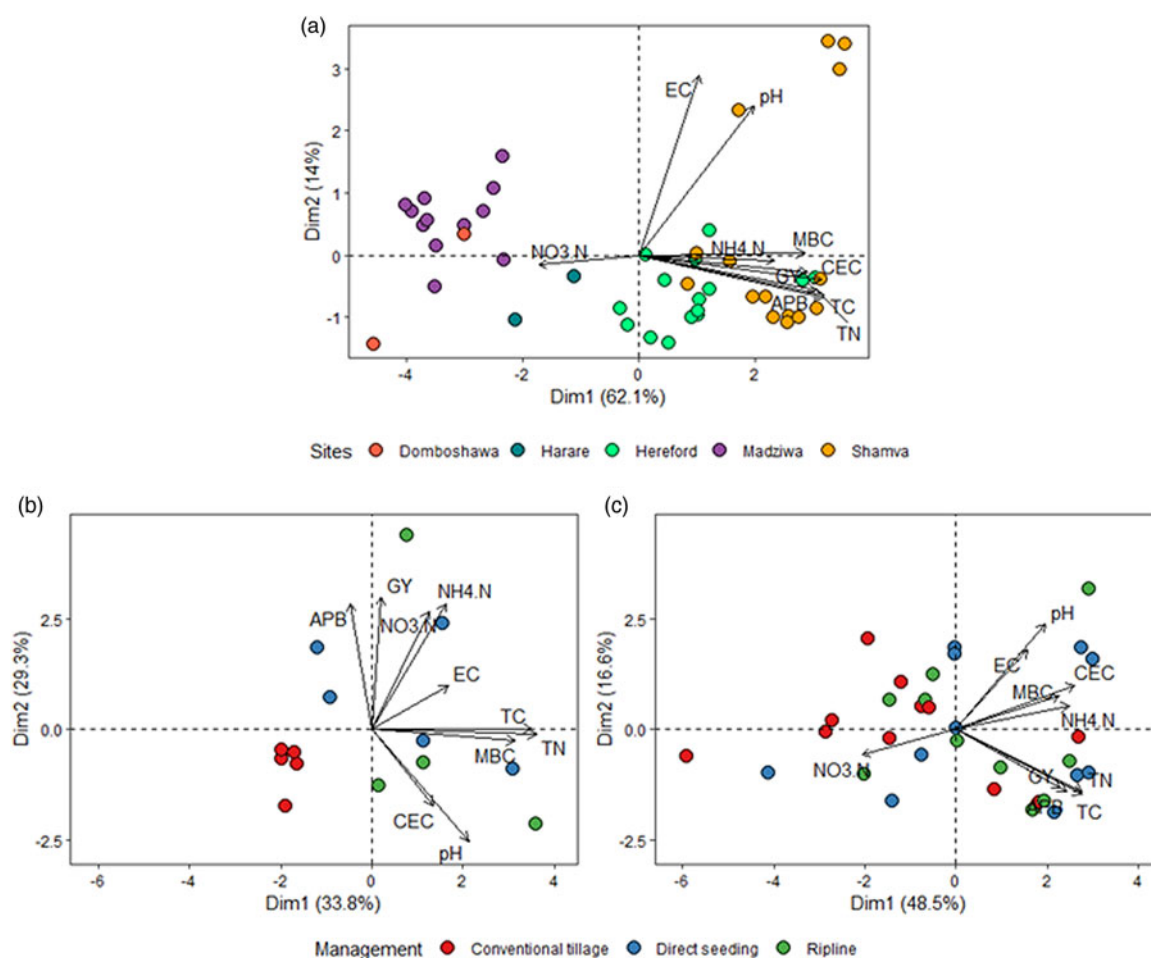 (a)
3
2
1
0
-1
Dim2 (14%)
EC
pH
NO3.N
NH4.N
MBC
CEC
GY
APB
TC
TN
-4
-2
0
2
Dim1 (62.1%)
Sites Domboshawa Harare Hereford Madziwa Shamva
(b)
2.5
0.0
-2.5
Dim2 (29.3%)
APB
GY
NH4.N
NO3.N
EC
TC
TN
MBC
CEC
pH
-6
-4
-2
0
2
4
Dim1 (33.8%)
(c)
2.5
0.0
-2.5
Dim2 (16.6%)
pH
EC
CEC
MBC
NH4.N
NO3.N
GY
TN
TC
-6
-4
-2
0
2
4
Dim1 (48.5%)
Management Conventional tillage Direct seeding Ripline